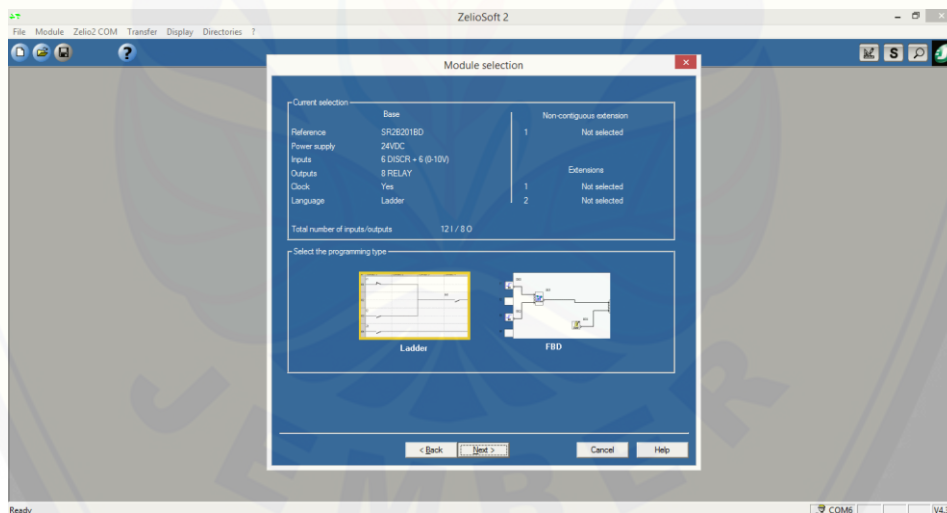 ZelioSoft 2
File Module Zelio2 COM Transfer Display Directories ?
S
Module selection
Current selection
Base
Non-contiguous extension
Reference SR2B201BD 1 Not selected
Power supply 24VDC
Inputs 6 DISCR + 6 (0-10V)
Outputs 8 RELAY Extensions
Clock Yes 1 Not selected
Language Ladder 2 Not selected
Total number of inputs/outputs 12 I / 8 O
Select the programming type
Ladder FBD
< Back Next > Cancel Help
JEMBER
Ready COM6